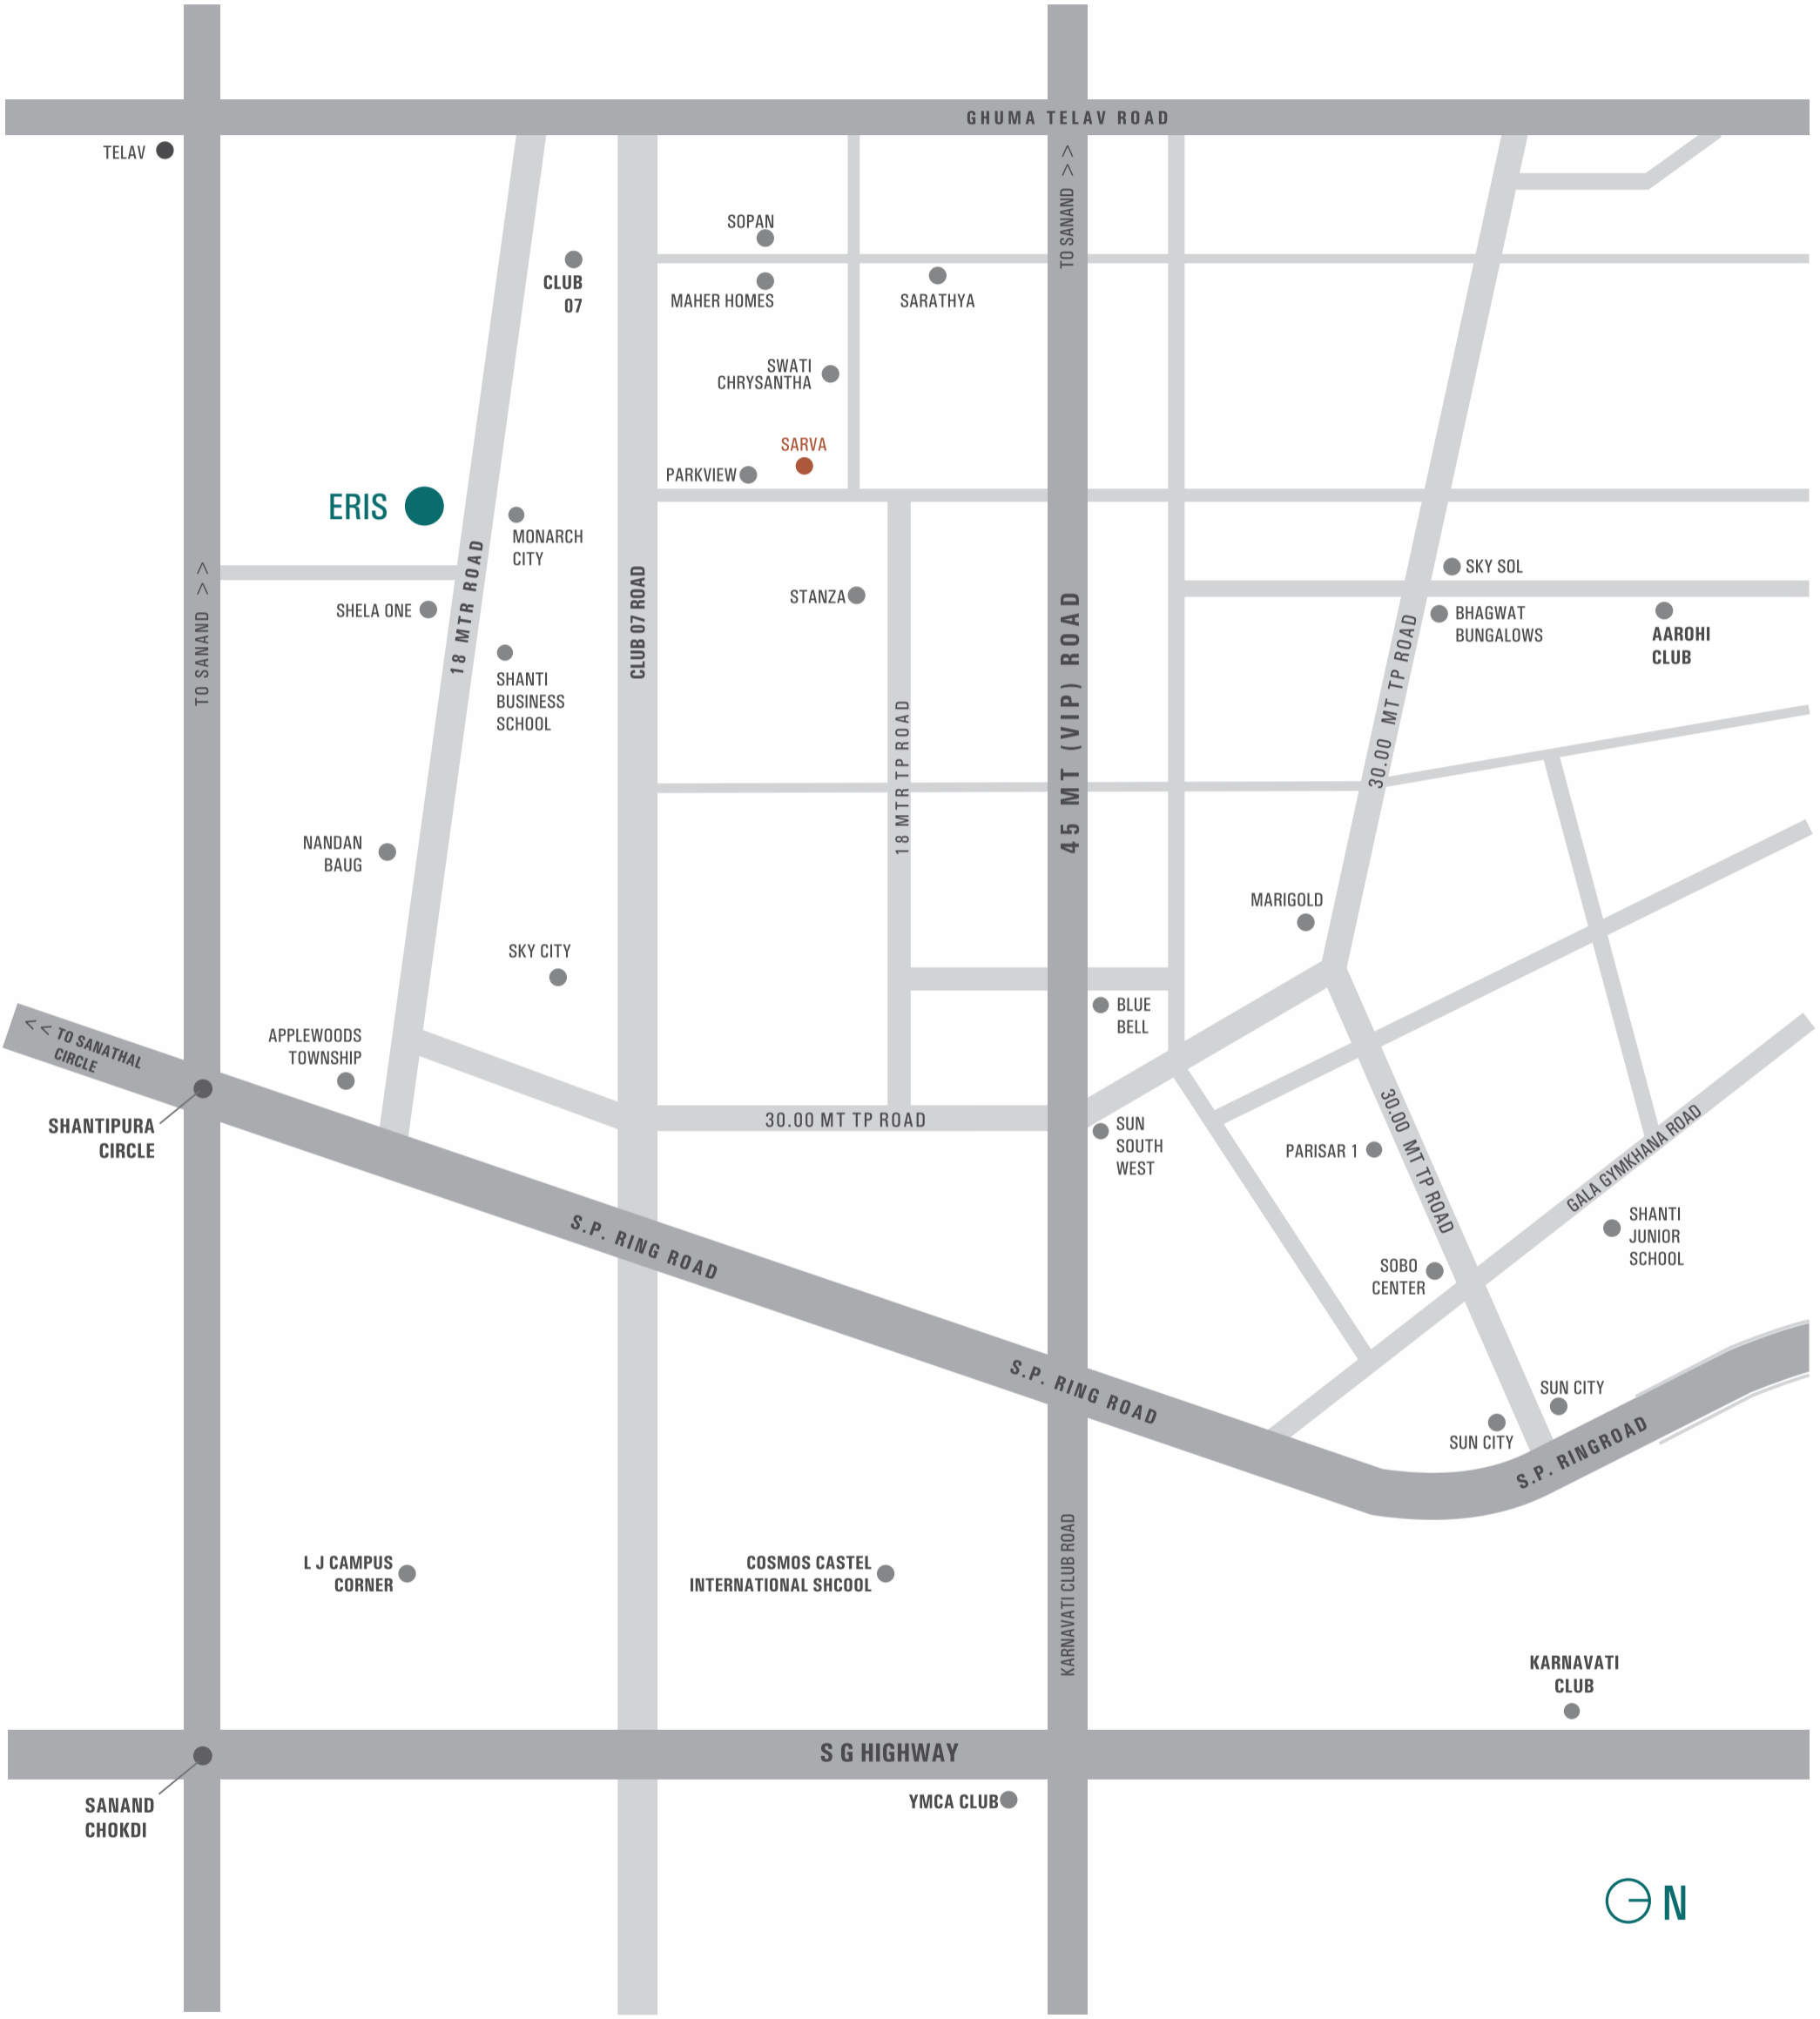 GHUMA TELAV ROAD
TELAV
TO SANAND >>
SOPAN
CLUB
07
MAHER HOMES
SARATHYA
SWATI
CHRYSANTHA
SARVA
PARKVIEW
ERIS
MONARCH
CITY
TO SANAND >>
18 MTR ROAD
CLUB 07 ROAD
SHELA ONE
STANZA
SKY SOL
BHAGWAT
BUNGALOWS
AAROHI
CLUB
SHANTI
BUSINESS
SCHOOL
18 MTR TP ROAD
45 MT (VIP) ROAD
30.00 MT TP ROAD
NANDAN
BAUG
MARIGOLD
SKY CITY
BLUE
BELL
<< TO SANATHAL
CIRCLE
APPLEWOODS
TOWNSHIP
SHANTIPURA
CIRCLE
30.00 MT TP ROAD
SUN
SOUTH
WEST
PARISAR 1
30.00 MT TP ROAD
GALA GYMKHANA ROAD
SHANTI
JUNIOR
SCHOOL
S.P. RING ROAD
SOBO
CENTER
S.P. RING ROAD
SUN CITY
SUN CITY
S.P. RINGROAD
L J CAMPUS
CORNER
COSMOS CASTEL
INTERNATIONAL SHCOOL
KARNAVATI CLUB ROAD
KARNAVATI
CLUB
S G HIGHWAY
SANAND
CHOKDI
YMCA CLUB
N